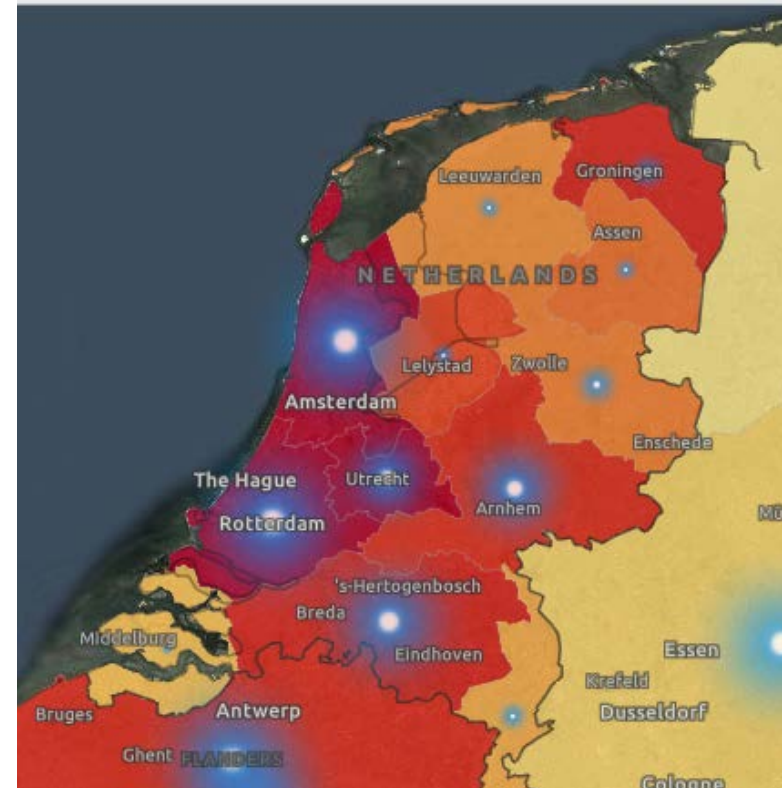 Leeuwarden
Groningen
Assen
NETHERLANDS
Lelystad
Zwolle
Amsterdam
Enschede
The Hague
Utrecht
Rotterdam
Arnhem
Mü
's-Hertogenbosch
Breda
Middelburg
Eindhoven
Essen
Krefeld
Bruges
Antwerp
Dusseldorf
Ghent
FLANDERS
Cologne